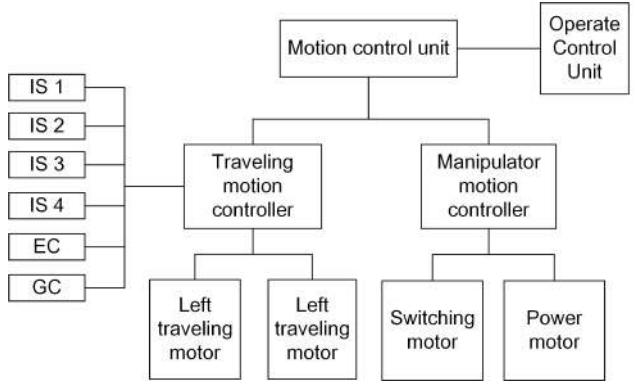 Motion control unit
Operate
Control
Unit
IS 1
IS 2
IS 3
IS 4
EC
GC
Traveling
motion
controller
Manipulator
motion
controller
Left
traveling
motor
Left
traveling
motor
Switching
motor
Power
motor